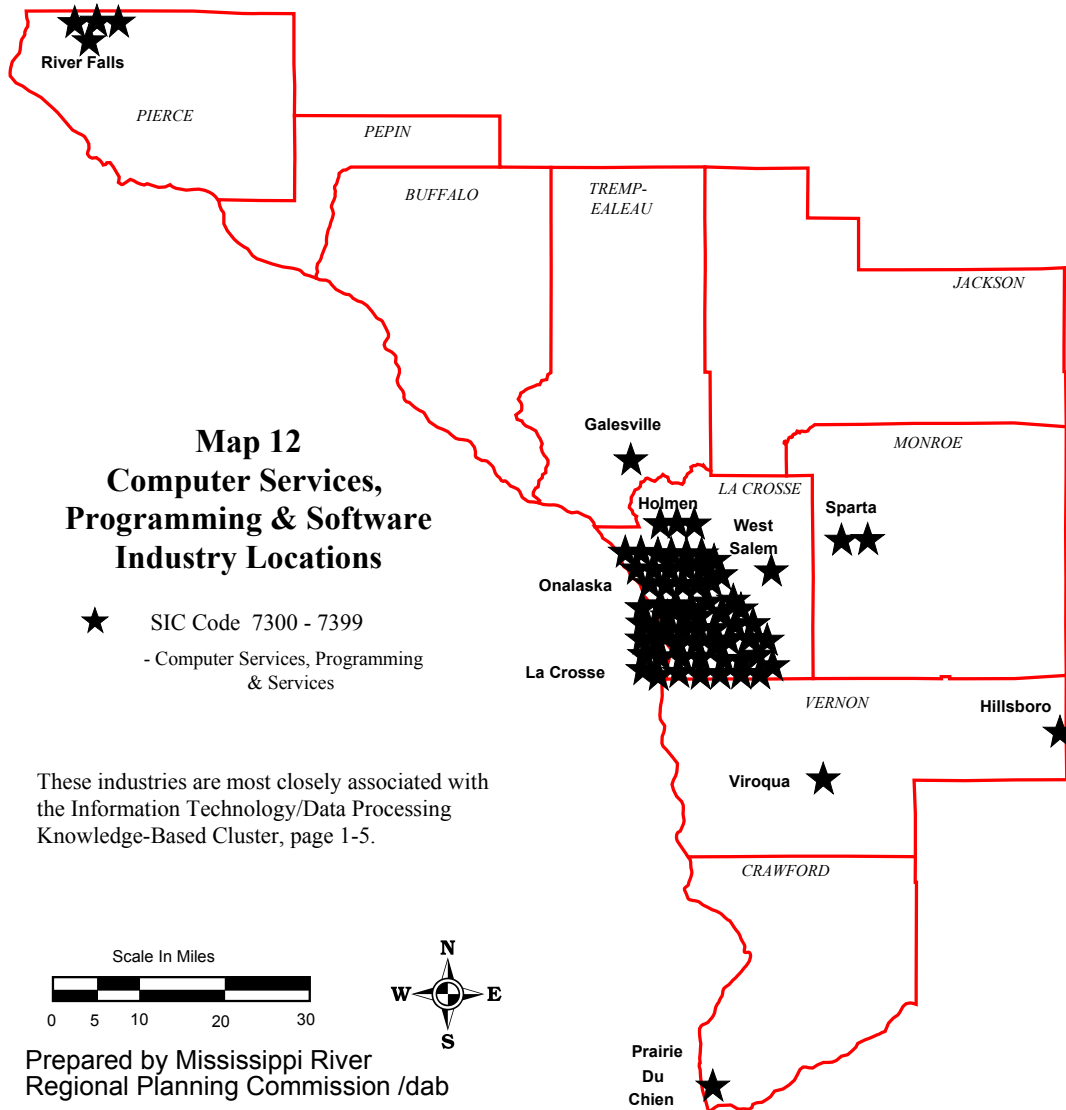 River Falls
PIERCE
PEPIN
BUFFALO
TREMP-
EALEAU
JACKSON
Galesville
MONROE
LA CROSSE
Holmen
West
Salem
Sparta
Onalaska
La Crosse
VERNON
Hillsboro
Viroqua
CRAWFORD
Prairie
Du
Chien
Map 12
Computer Services,
Programming & Software
Industry Locations
SIC Code 7300 - 7399
- Computer Services, Programming
& Services
These industries are most closely associated with
the Information Technology/Data Processing
Knowledge-Based Cluster, page 1-5.
Scale In Miles
0 5 10 20 30
N
W E
S
Prepared by Mississippi River
Regional Planning Commission /dab